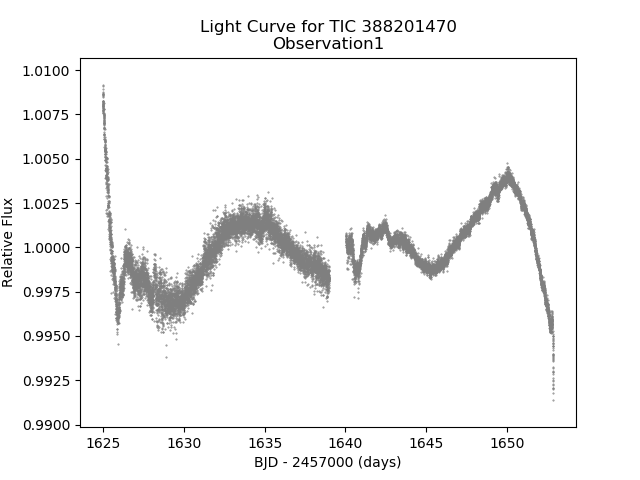 Light Curve for TIC 388201470
Observation1
1.0100
1.0075
1.0050
1.0025
1.0000
0.9975
0.9950
0.9925
0.9900
Relative Flux
1625 1630 1635 1640 1645 1650
BJD - 2457000 (days)